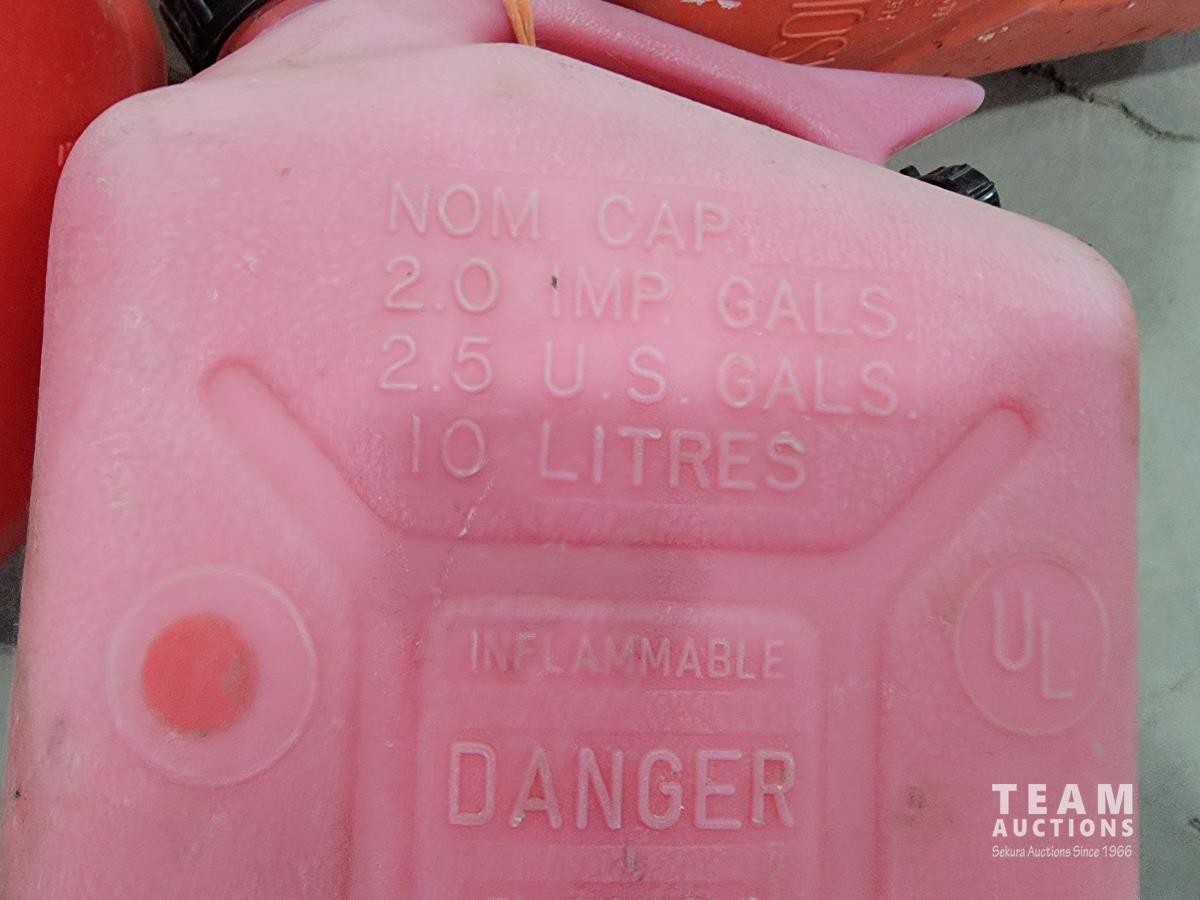 NOM. CAP.
2.0 IMP. GALS.
2.5 U.S. GALS.
10 LITRES
UL
INFLAMMABLE
DANGER
TEAM
AUCTIONS
Sekura Auctions Since 1966